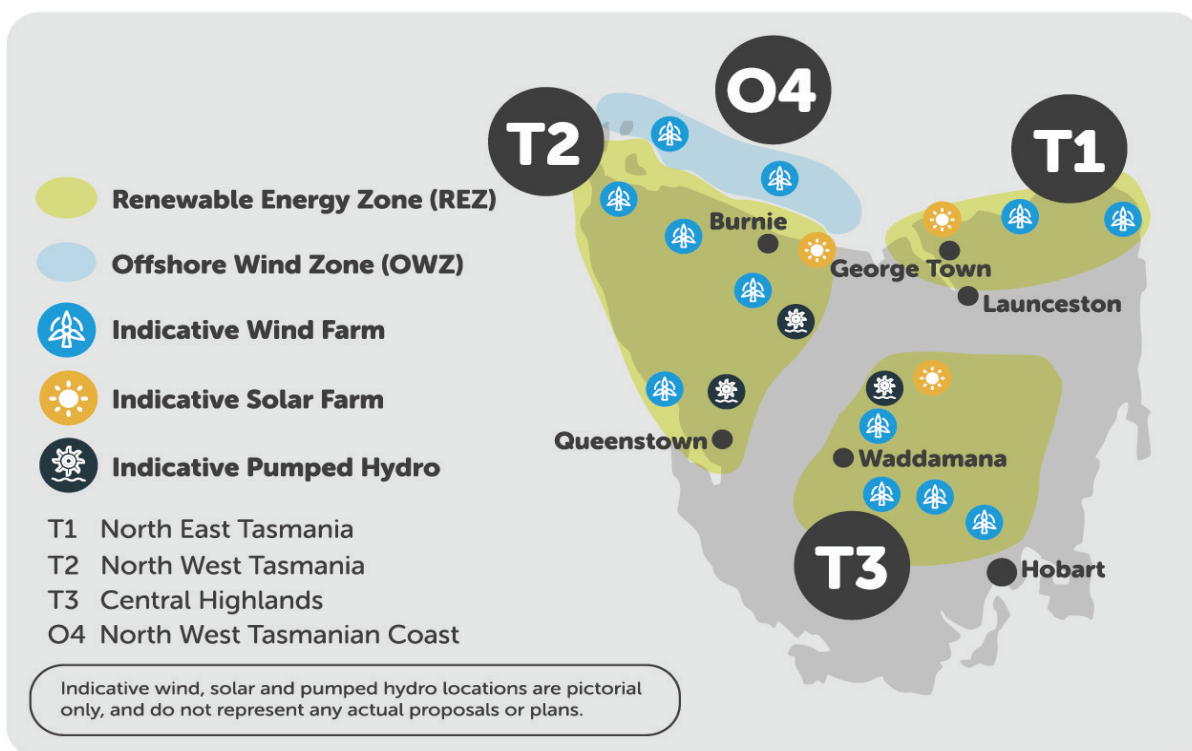 O4
T2
T1
Renewable Energy Zone (REZ)
Burnie
Offshore Wind Zone (OWZ)
George Town
Launceston
Indicative Wind Farm
Indicative Solar Farm
Queenstown
Indicative Pumped Hydro
Waddamana
T1 North East Tasmania
T2 North West Tasmania
T3
T3 Central Highlands
Hobart
O4 North West Tasmanian Coast
Indicative wind, solar and pumped hydro locations are pictorial
only, and do not represent any actual proposals or plans.